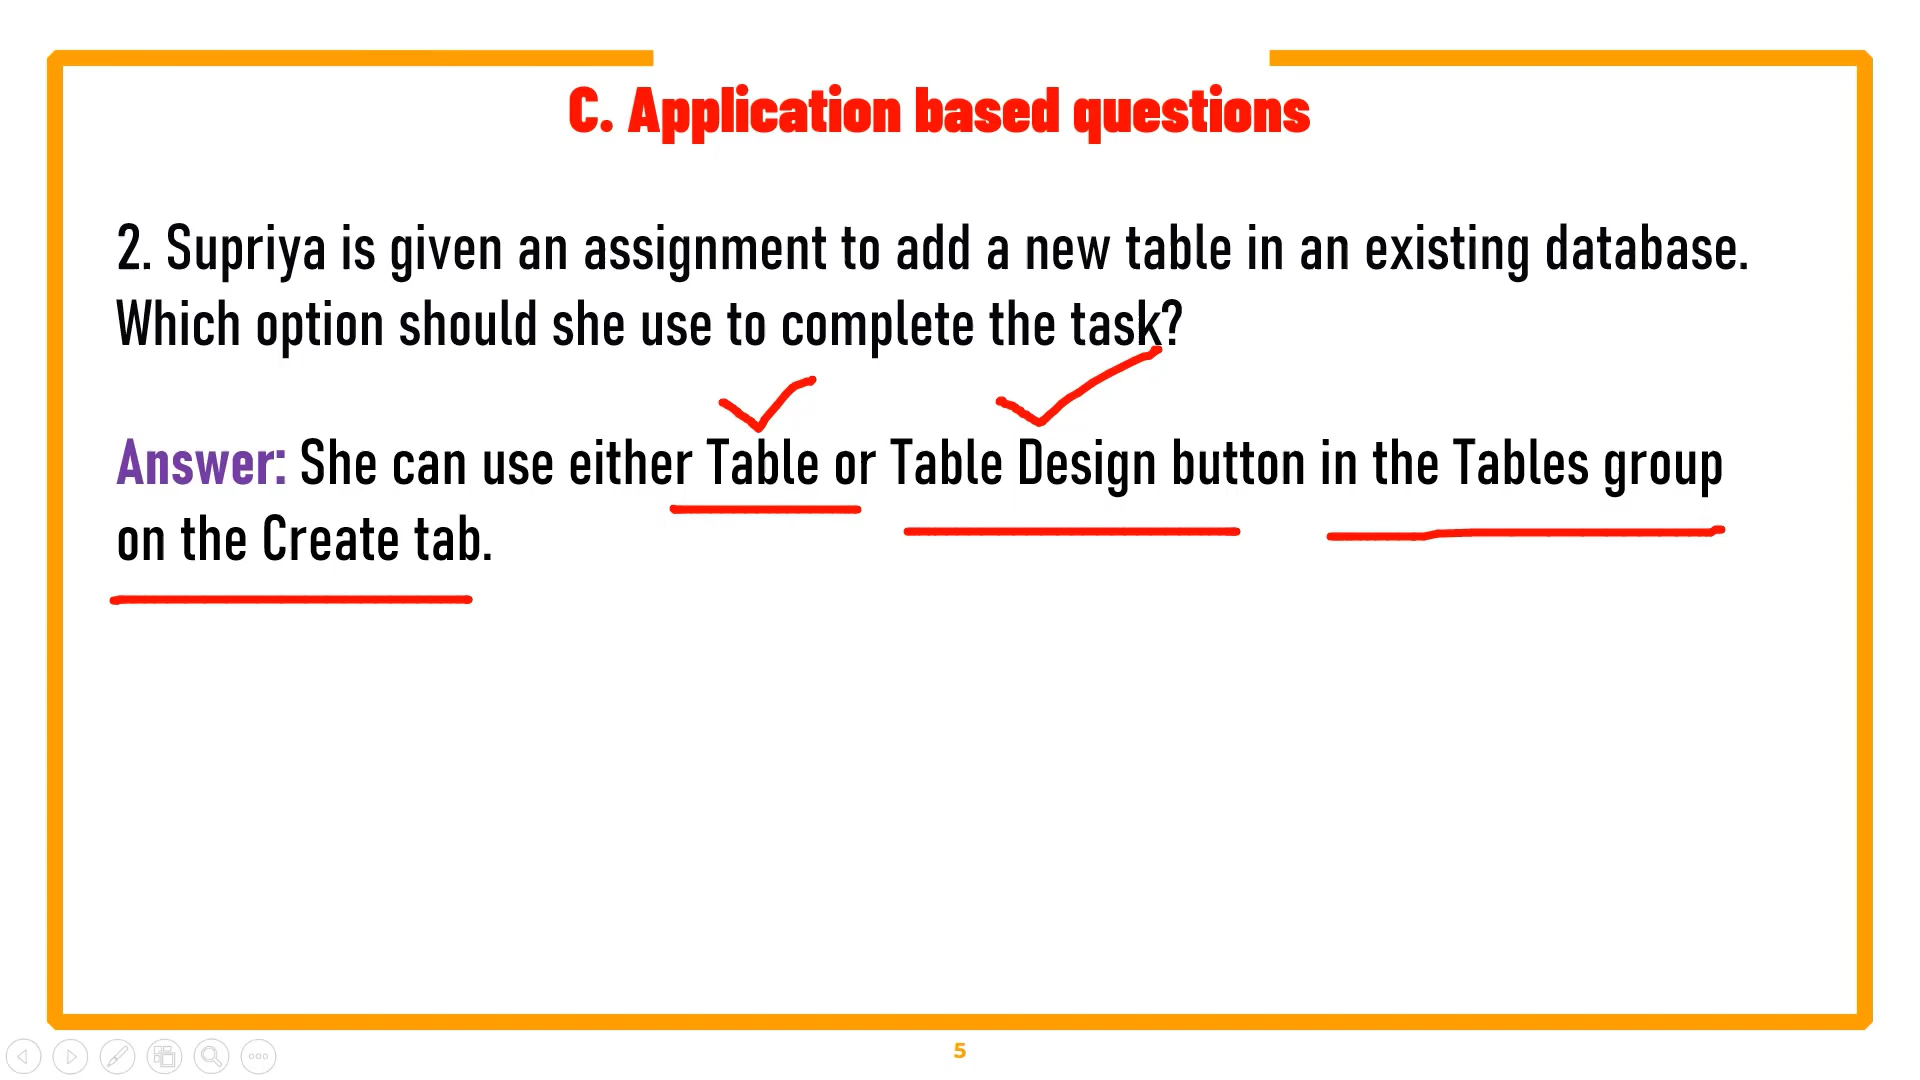 C. Application based questions
2. Supriya is given an assignment to add a new table in an existing database.
Which option should she use to complete the task?
Answer: She can use either Table or Table Design button in the Tables group
on the Create tab.
5